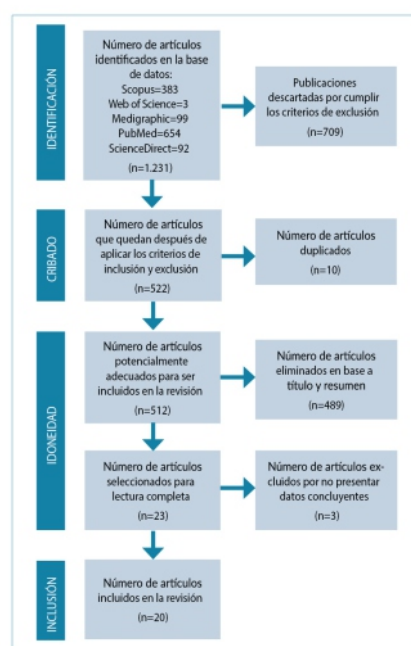 IDENTIFICACIÓN
Número de artículos
identificados en la base
de datos:
Scopus=383
Web of Science=3
Medigraphic=99
PubMed=654
ScienceDirect=92
(n=1.231)
Publicaciones
descartadas por cumplir
los criterios de exclusión
(n=709)
CRIBADO
Número de artículos
que quedan después de
aplicar los criterios de
inclusión y exclusión
(n=522)
Número de artículos
duplicados
(n=10)
IDONEIDAD
Número de artículos
potencialmente
adecuados para ser
incluidos en la revisión
(n=512)
Número de artículos
eliminados en base a
título y resumen
(n=489)
Número de artículos
seleccionados para
lectura completa
(n=23)
Número de artículos ex-
cluidos por no presentar
datos concluyentes
(n=3)
INCLUSIÓN
Número de artículos
incluidos en la revisión
(n=20)